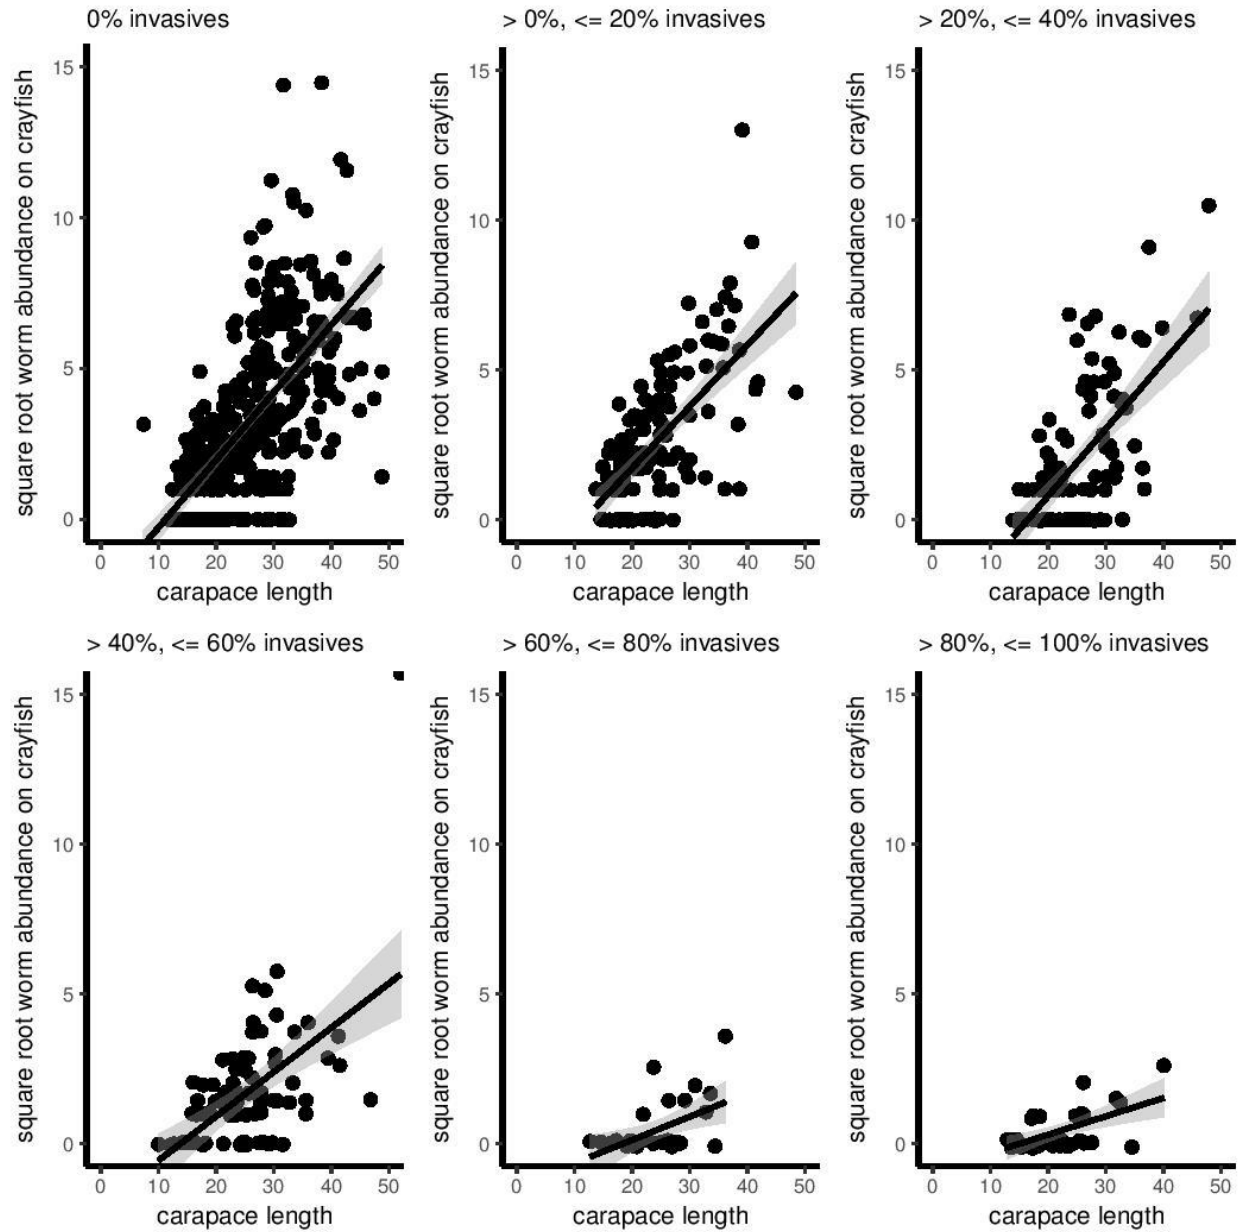 0% invasives
> 0%, <= 20% invasives
> 20%, <= 40% invasives
square root worm abundance on crayfish
15
10
5
0
0 10 20 30 40 50
carapace length
square root worm abundance on crayfish
15
10
5
0
0 10 20 30 40 50
carapace length
square root worm abundance on crayfish
15
10
5
0
0 10 20 30 40 50
carapace length
> 40%, <= 60% invasives
> 60%, <= 80% invasives
> 80%, <= 100% invasives
square root worm abundance on crayfish
15
10
5
0
0 10 20 30 40 50
carapace length
square root worm abundance on crayfish
15
10
5
0
0 10 20 30 40 50
carapace length
square root worm abundance on crayfish
15
10
5
0
0 10 20 30 40 50
carapace length